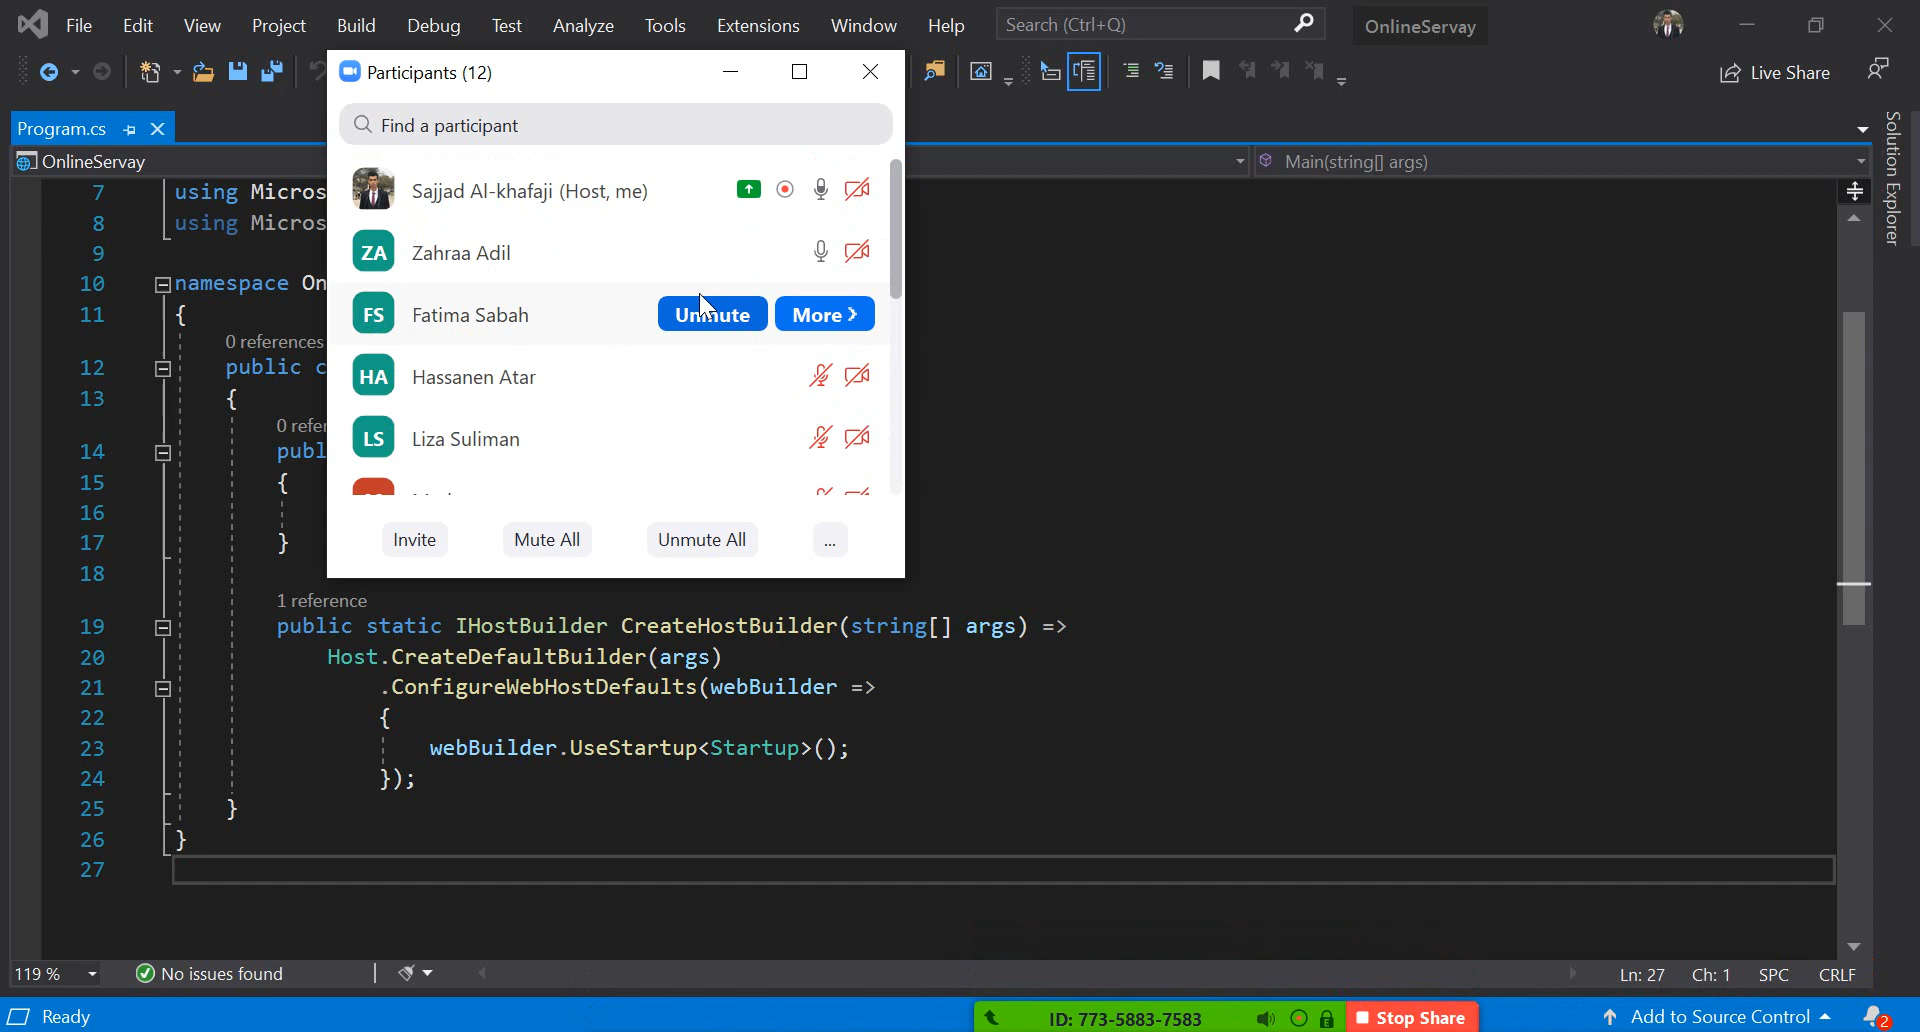 File Edit View Project Build Debug Test Analyze Tools Extensions Window Help Search (Ctrl+Q) OnlineServay
Live Share
Participants (12)
Find a participant
Sajjad Al-khafaji (Host, me)
ZA Zahraa Adil
FS Fatima Sabah Unmute More
HA Hassanen Atar
LS Liza Suliman
Invite Mute All Unmute All ...
Program.cs
OnlineServay Main(string[] args)
Solution Explorer
7 using Micros
8 using Micros
9
10 namespace On
11 {
0 references
12 public c
13 {
0 refer
14 publ
15 {
16
17 }
18
1 reference
19 public static IHostBuilder CreateHostBuilder(string[] args) =>
20 Host.CreateDefaultBuilder(args)
21 .ConfigureWebHostDefaults(webBuilder =>
22 {
23 webBuilder.UseStartup<Startup>();
24 });
25 }
26 }
27
119 % No issues found Ln: 27 Ch: 1 SPC CRLF
Ready ID: 773-5883-7583 Stop Share Add to Source Control 2